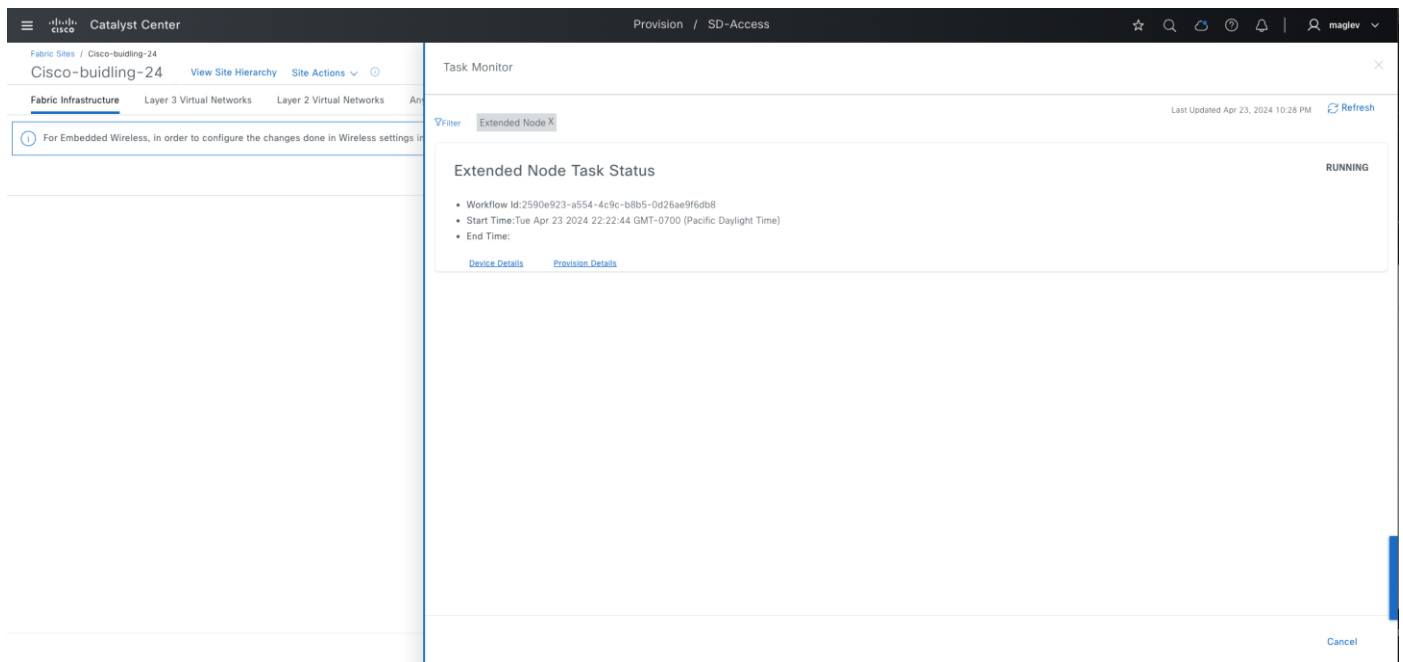 cisco Catalyst Center
Provision / SD-Access
maglev
Fabric Sites / Cisco-buidling-24
Cisco-buidling-24 View Site Hierarchy Site Actions
Fabric Infrastructure Layer 3 Virtual Networks Layer 2 Virtual Networks An
For Embedded Wireless, in order to configure the changes done in Wireless settings in
Task Monitor
Last Updated Apr 23, 2024 10:28 PM Refresh
Filter Extended Node X
Extended Node Task Status
RUNNING
• Workflow Id:2590e923-a554-4c9c-b8b5-0d26ae9f6db8
• Start Time:Tue Apr 23 2024 22:22:44 GMT-0700 (Pacific Daylight Time)
• End Time:
Device Details Provision Details
Cancel